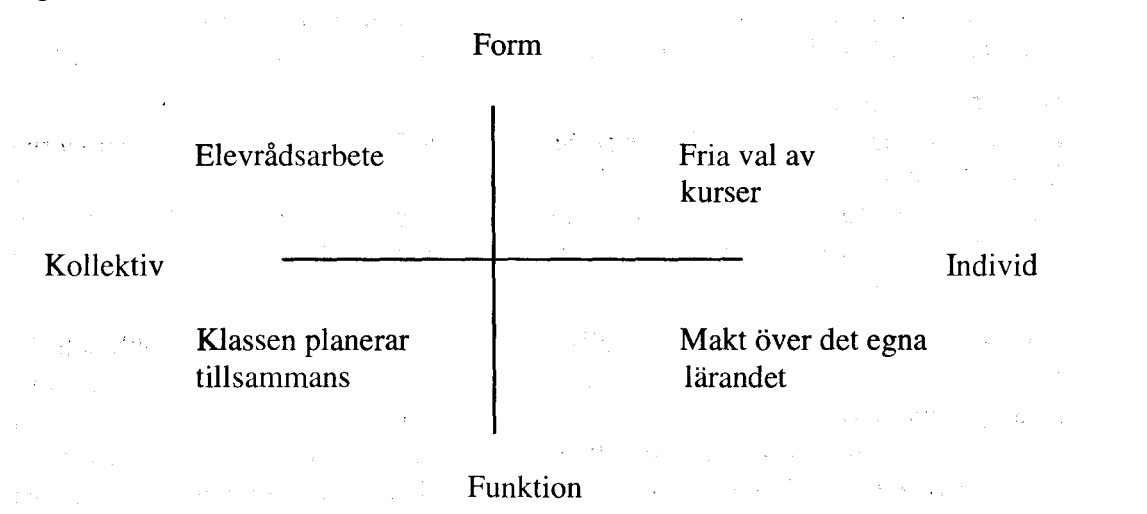 Form
Elevrådsarbete
Fria val av
kurser
Kollektiv
Individ
Klassen planerar
tillsammans
Makt över det egna
lärandet
Funktion